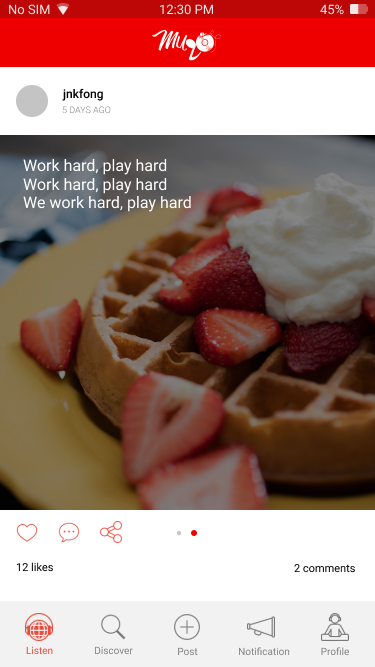 No SIM 12:30 PM 45%
Mugo
jnkfong
5 DAYS AGO
Work hard, play hard
Work hard, play hard
We work hard, play hard
12 likes 2 comments
Listen Discover Post Notification Profile